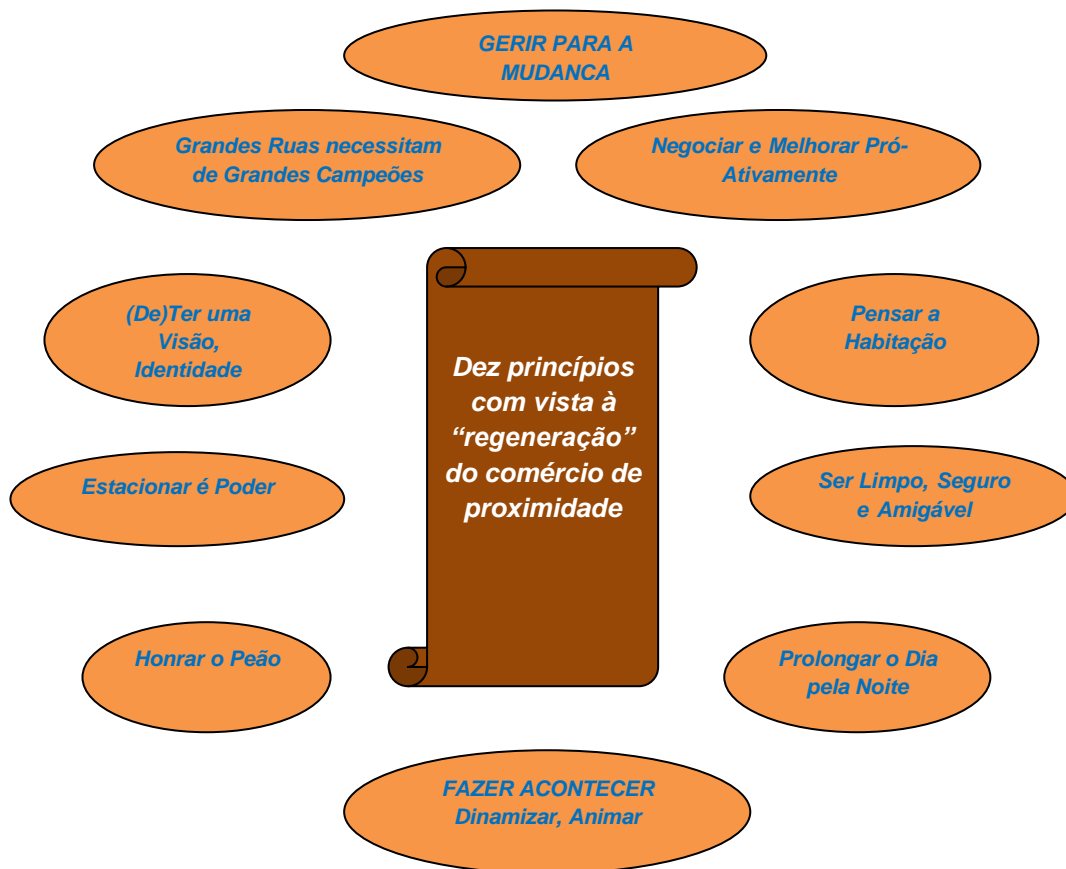 GERIR PARA A
MUDANCA
Grandes Ruas necessitam
de Grandes Campeões
Negociar e Melhorar Pró-
Ativamente
(De)Ter uma
Visão,
Identidade
Pensar a
Habitação
Dez princípios
com vista à
“regeneração”
do comércio de
proximidade
Estacionar é Poder
Ser Limpo, Seguro
e Amigável
Honrar o Peão
Prolongar o Dia
pela Noite
FAZER ACONTECER
Dinamizar, Animar